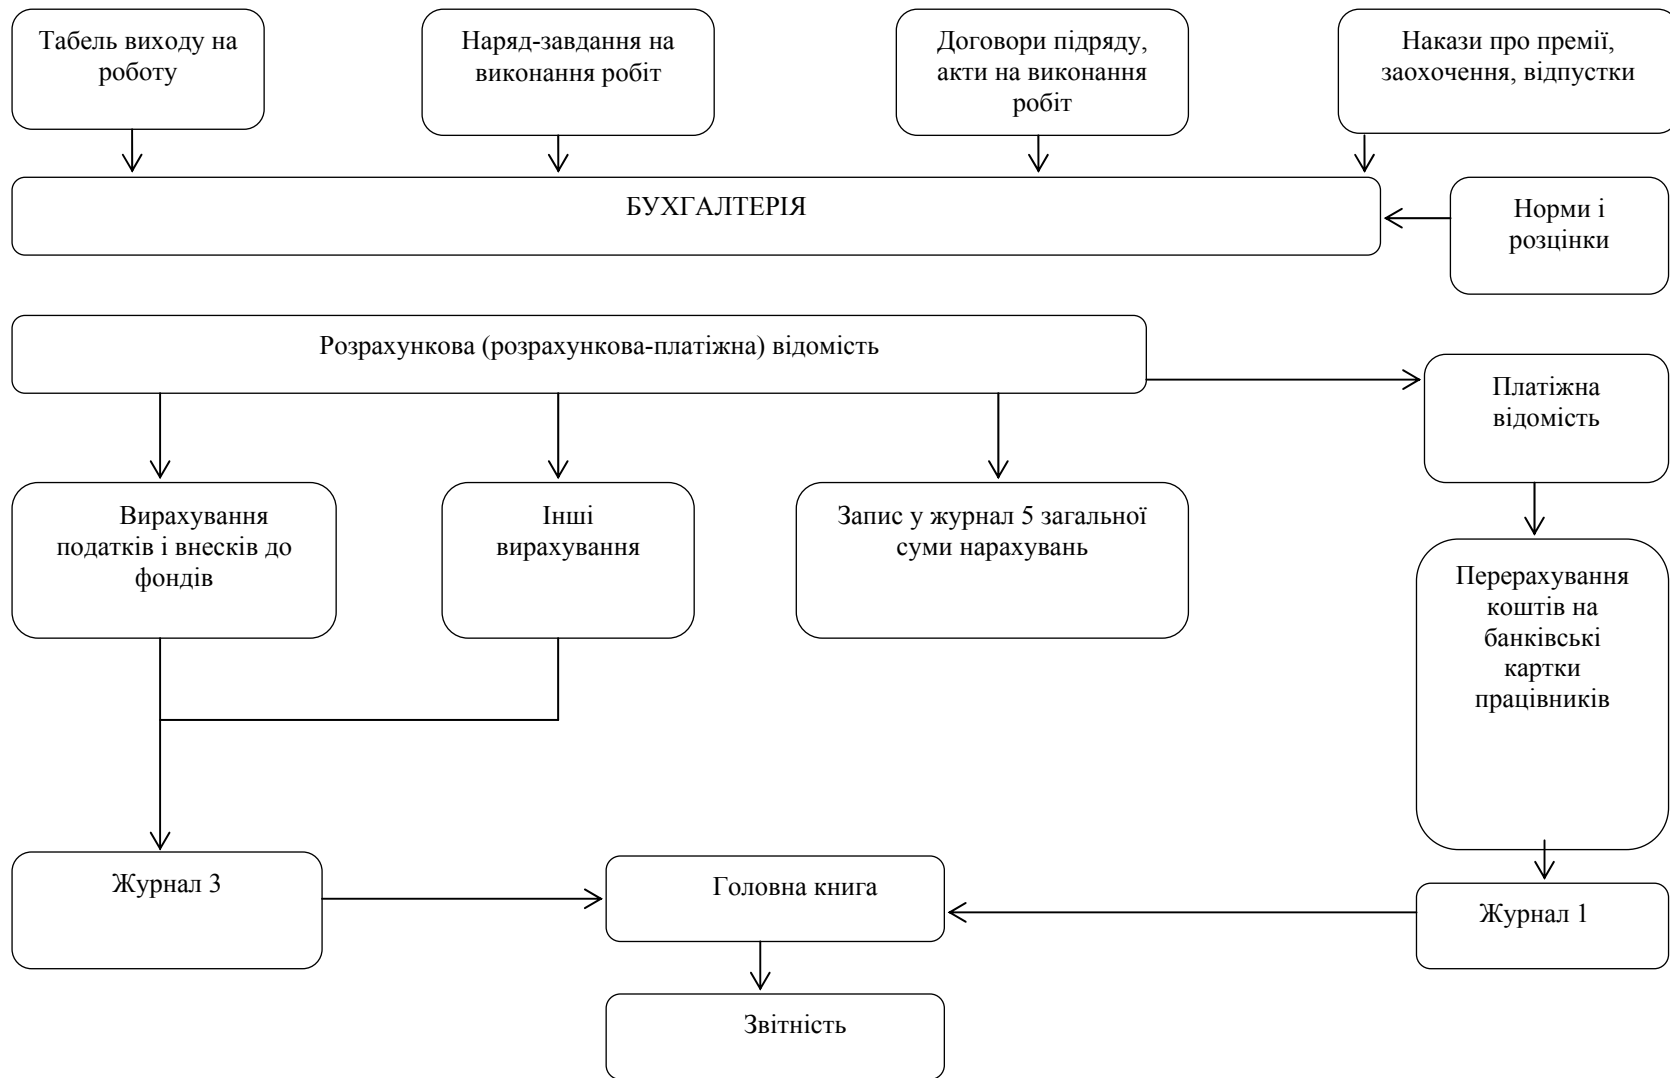 Табель виходу на
роботу
Наряд-завдання на
виконання робіт
Договори підряду,
акти на виконання
робіт
Накази про премії,
заохочення, відпустки
БУХГАЛТЕРІЯ
Норми і
розцінки
Розрахункова (розрахункова-платіжна) відомість
Платіжна
відомість
Вирахування
податків і внесків до
фондів
Інші
вирахування
Запис у журнал 5 загальної
суми нарахувань
Перерахування
коштів на
банківські
картки
працівників
Журнал 3
Головна книга
Журнал 1
Звітність